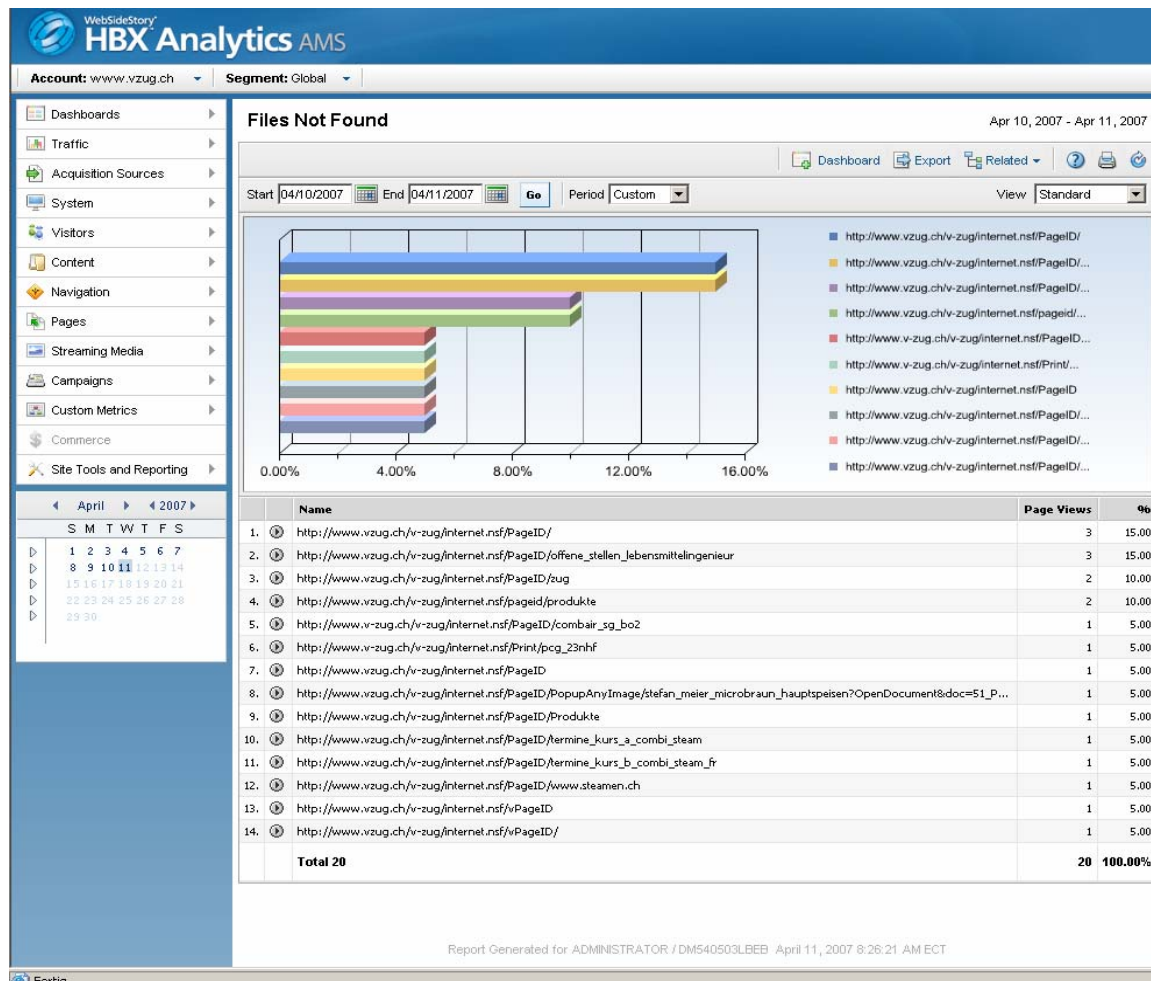 WebSideStory®
HBX Analytics AMS
Account: www.vzug.ch Segment: Global
Dashboards
Traffic
Acquisition Sources
System
Visitors
Content
Navigation
Pages
Streaming Media
Campaigns
Custom Metrics
Commerce
Site Tools and Reporting
April 2007
S M T W T F S
1 2 3 4 5 6 7
8 9 10 11 12 13 14
15 16 17 18 19 20 21
22 23 24 25 26 27 28
29 30
Files Not Found Apr 10, 2007 - Apr 11, 2007
Dashboard Export Related
Start 04/10/2007 End 04/11/2007 Go Period Custom View Standard
http://www.vzug.ch/v-zug/internet.nsf/PageID/
http://www.vzug.ch/v-zug/internet.nsf/PageID/...
http://www.vzug.ch/v-zug/internet.nsf/PageID/...
http://www.vzug.ch/v-zug/internet.nsf/pageid/...
http://www.v-zug.ch/v-zug/internet.nsf/PageID...
http://www.v-zug.ch/v-zug/internet.nsf/Print/...
http://www.vzug.ch/v-zug/internet.nsf/PageID
http://www.vzug.ch/v-zug/internet.nsf/PageID/...
http://www.vzug.ch/v-zug/internet.nsf/PageID/...
http://www.vzug.ch/v-zug/internet.nsf/PageID/...
0.00% 4.00% 8.00% 12.00% 16.00%
Name Page Views %
1. http://www.vzug.ch/v-zug/internet.nsf/PageID/ 3 15.00
2. http://www.vzug.ch/v-zug/internet.nsf/PageID/offene_stellen_lebensmittelingenieur 3 15.00
3. http://www.vzug.ch/v-zug/internet.nsf/PageID/zug 2 10.00
4. http://www.vzug.ch/v-zug/internet.nsf/pageid/produkte 2 10.00
5. http://www.v-zug.ch/v-zug/internet.nsf/PageID/combair_sg_bo2 1 5.00
6. http://www.v-zug.ch/v-zug/internet.nsf/Print/pcg_23nhf 1 5.00
7. http://www.vzug.ch/v-zug/internet.nsf/PageID 1 5.00
8. http://www.vzug.ch/v-zug/internet.nsf/PageID/PopupAnyImage/stefan_meier_microbraun_hauptspeisen?OpenDocument&doc=51_P... 1 5.00
9. http://www.vzug.ch/v-zug/internet.nsf/PageID/Produkte 1 5.00
10. http://www.vzug.ch/v-zug/internet.nsf/PageID/termine_kurs_a_combi_steam 1 5.00
11. http://www.vzug.ch/v-zug/internet.nsf/PageID/termine_kurs_b_combi_steam_fr 1 5.00
12. http://www.vzug.ch/v-zug/internet.nsf/PageID/www.steamen.ch 1 5.00
13. http://www.vzug.ch/v-zug/internet.nsf/vPageID 1 5.00
14. http://www.vzug.ch/v-zug/internet.nsf/vPageID/ 1 5.00
Total 20 20 100.00%
Report Generated for ADMINISTRATOR / DM540503LBEB April 11, 2007 8:26:21 AM ECT